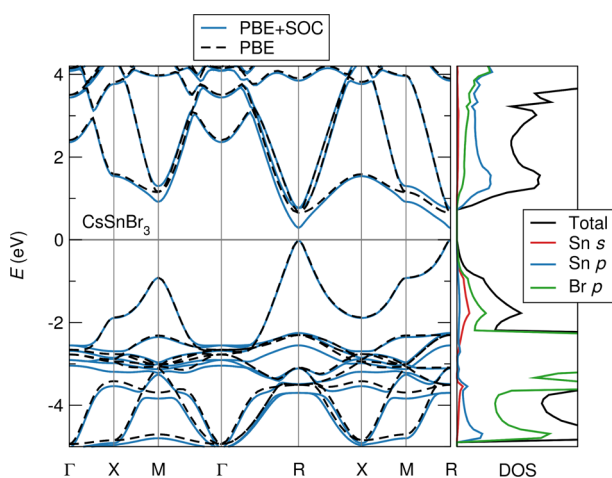 PBE+SOC
PBE
4
2
0
-2
-4
E (eV)
CsSnBr3
Total
Sn s
Sn p
Br p
Γ X M Γ R X M R DOS